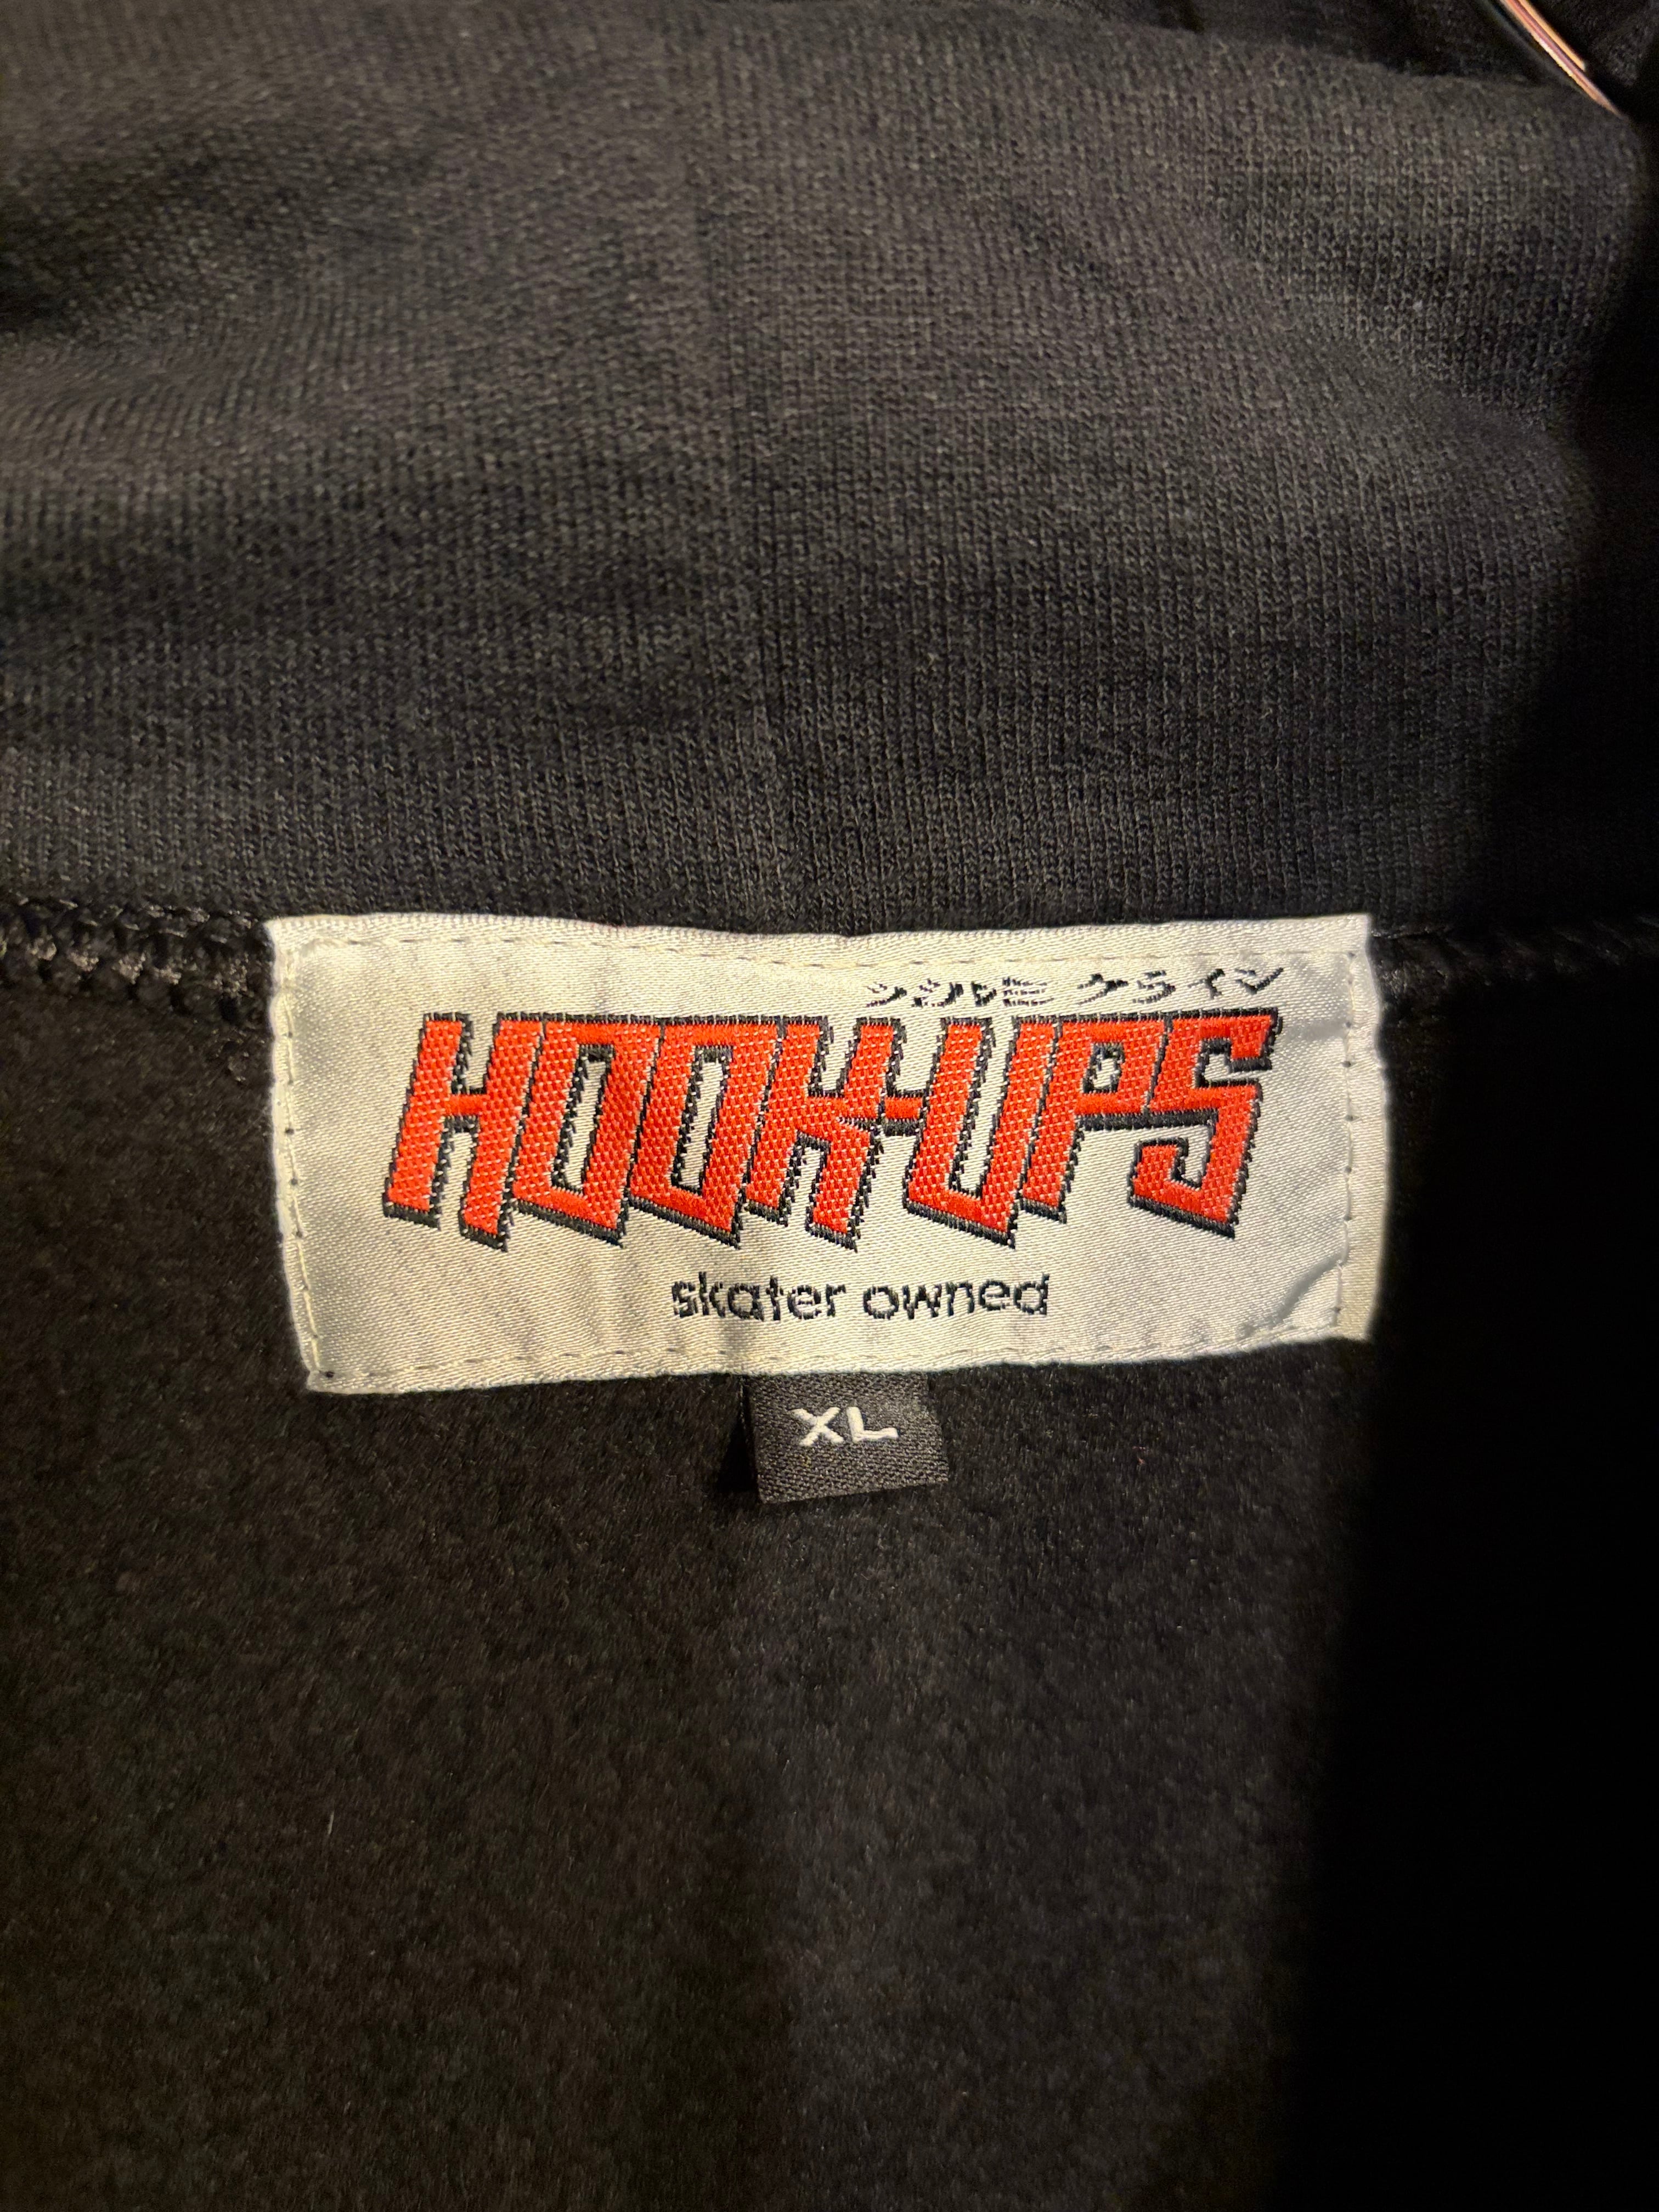 クライン
HOOK-UPS
skater owned
XL